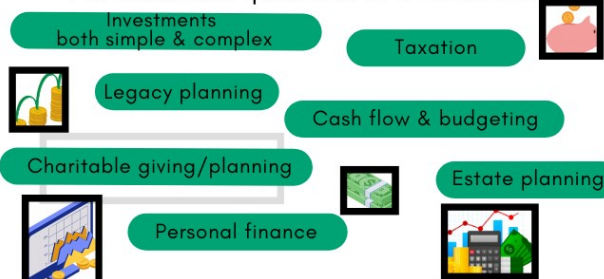 Investments
both simple & complex
Taxation
Legacy planning
Cash flow & budgeting
Charitable giving/planning
Estate planning
Personal finance